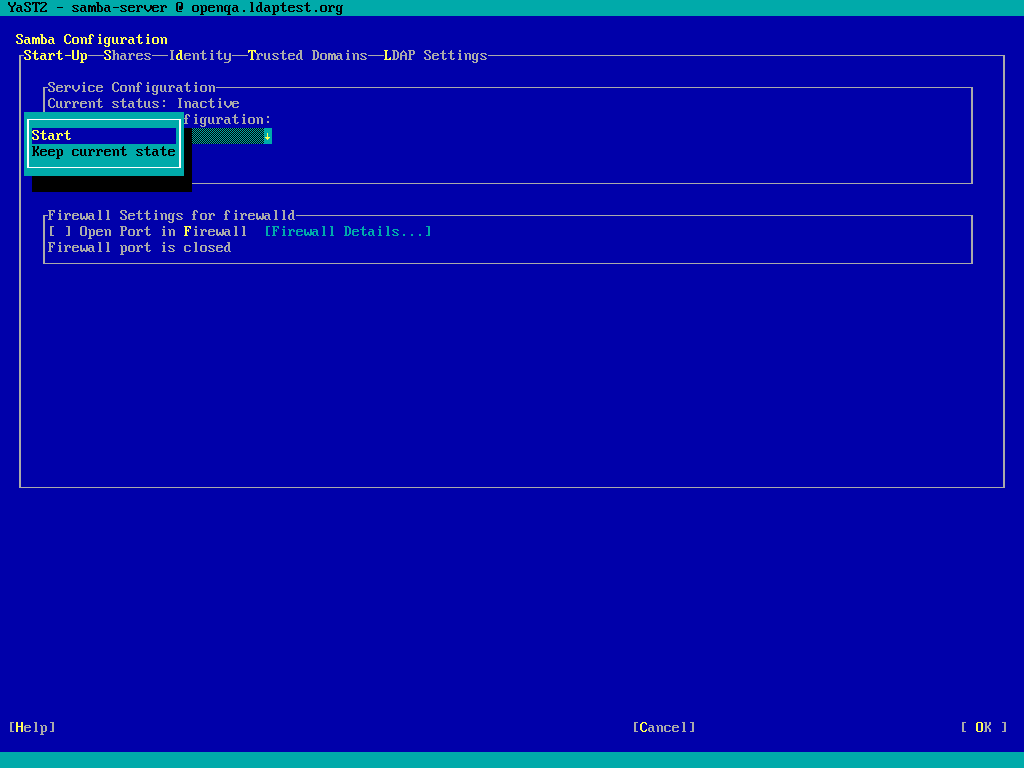 YaST2 - samba-server @ openqa.ldaptest.org
Samba Configuration
Start-Up Shares Identity Trusted Domains LDAP Settings
Service Configuration
Current status: Inactive
figuration:
Start
Keep current state
Firewall Settings for firewalld
[ ] Open Port in Firewall [Firewall Details...]
Firewall port is closed
[Help] [Cancel] [ OK ]